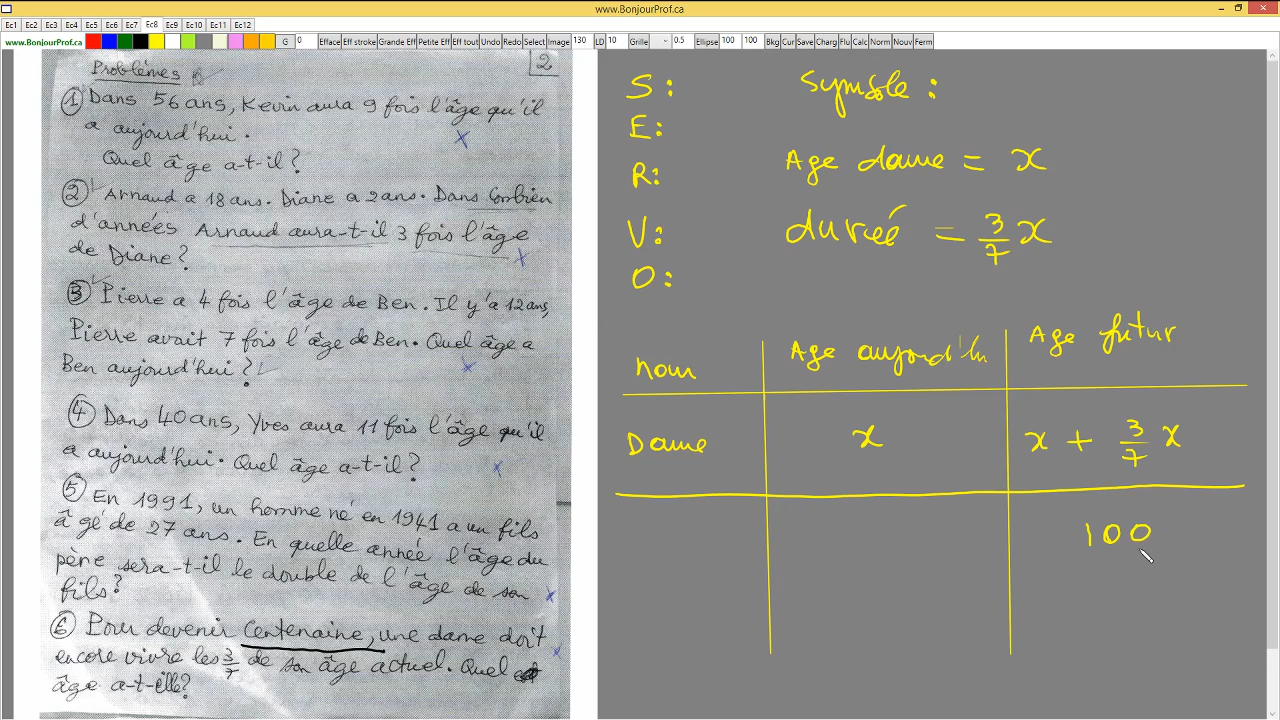 www.BonjourProf.ca
Ec1 Ec2 Ec3 Ec4 Ec5 Ec6 Ec7 Ec8 Ec9 Ec10 Ec11 Ec12
www.BonjourProf.ca G 0 Efface Eff stroke Grande Eff Petite Eff Eff tout Undo Redo Select Image 130 LD 10 Grille 0.5 Ellipse 100 100 Bkg Cur Sav Charg Flu Calc Norm Nouv Ferm
Problèmes
2
① Dans 56 ans, Kevin aura 9 fois l'âge qu'il
a aujourd'hui.
Quel âge a-t-il?
② Arnaud a 18 ans. Diane a 2 ans. Dans Combien
d'années Arnaud aura-t-il 3 fois l'âge
de Diane?
③ Pierre a 4 fois l'âge de Ben. Il y'a 12 ans,
Pierre avait 7 fois l'âge de Ben. Quel âge a
Ben aujourd'hui?
④ Dans 40 ans, Yves aura 11 fois l'âge qu'il
a aujourd'hui. Quel âge a-t-il?
⑤ En 1991, un homme né en 1941 a un fils
âgé de 27 ans. En quelle année l'âge du
père sera-t-il le double de l'âge de son
fils?
⑥ Pour devenir Centenaire, une dame doit
encore vivre les 3/7 de son âge actuel. Quel
âge a-t-elle?
S:
E:
R:
V:
O:
Symbole:
Age dame = x
durée = 3/7 x
nom Age aujord'hu Age futur
Dame x x + 3/7 x
100